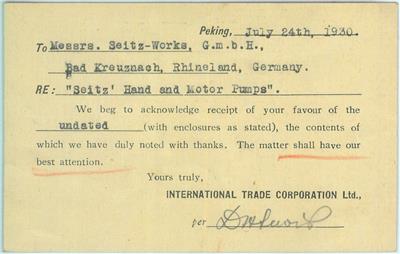 Peking, July 24th, 1930.
To Messrs. Seitz-Works, G.m.b.H.,
Bad Kreuznach, Rhineland, Germany.
RE: "Seitz' Hand and Motor Pumps".
We beg to acknowledge receipt of your favour of the
undated (with enclosures as stated), the contents of
which we have duly noted with thanks. The matter shall have our
best attention.
Yours truly,
INTERNATIONAL TRADE CORPORATION Ltd.,
per